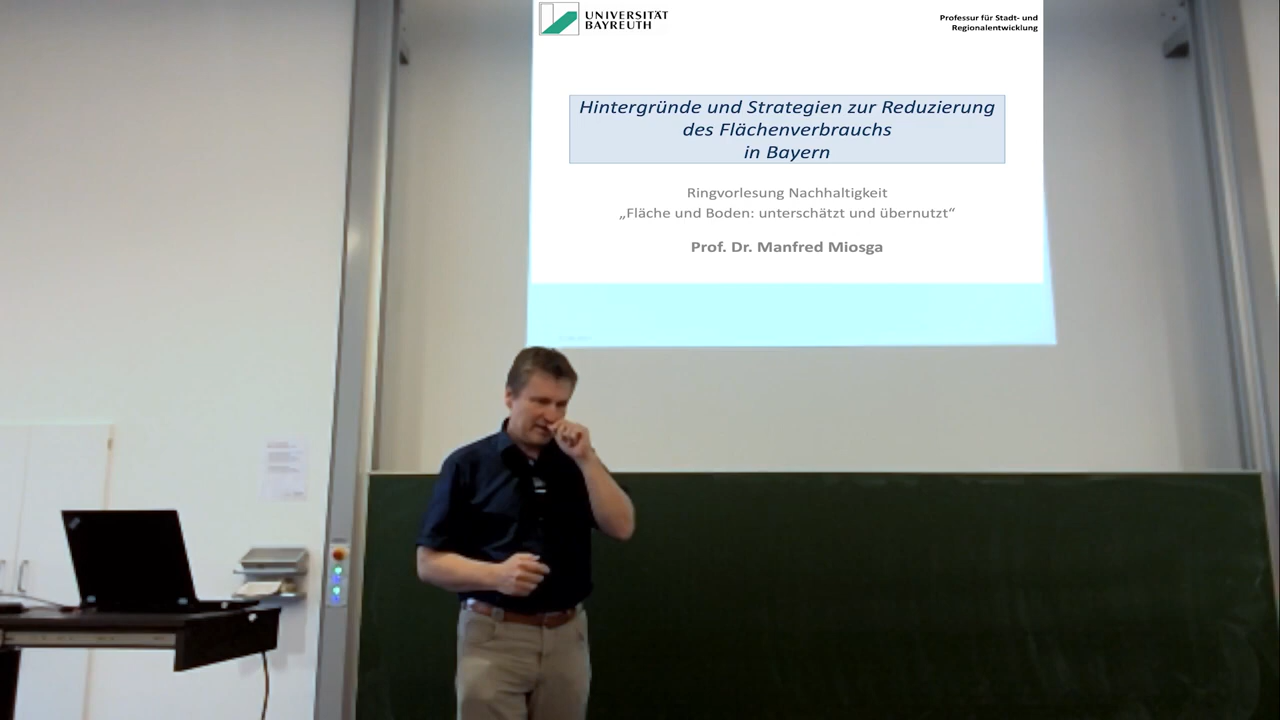 UNIVERSITÄT
BAYREUTH
Professur für Stadt- und
Regionalentwicklung
Hintergründe und Strategien zur Reduzierung
des Flächenverbrauchs
in Bayern
Ringvorlesung Nachhaltigkeit
„Fläche und Boden: unterschätzt und übernutzt“
Prof. Dr. Manfred Miosga